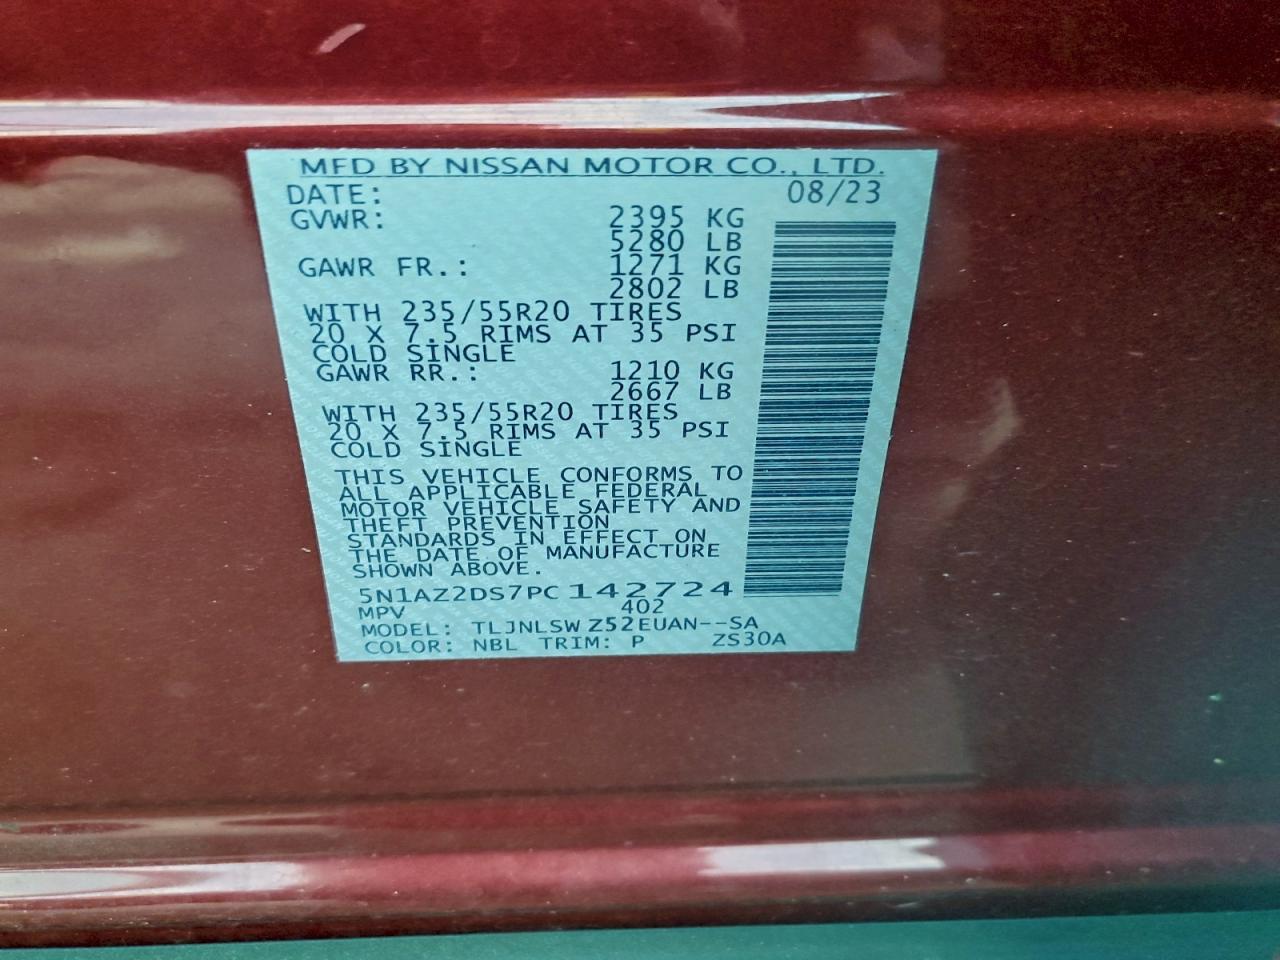 MFD BY NISSAN MOTOR CO., LTD.
DATE: 08/23
GVWR: 2395 KG
5280 LB
GAWR FR.: 1271 KG
2802 LB
WITH 235/55R20 TIRES
20 X 7.5 RIMS AT 35 PSI
COLD SINGLE
GAWR RR.: 1210 KG
2667 LB
WITH 235/55R20 TIRES
20 X 7.5 RIMS AT 35 PSI
COLD SINGLE
THIS VEHICLE CONFORMS TO
ALL APPLICABLE FEDERAL
MOTOR VEHICLE SAFETY AND
THEFT PREVENTION
STANDARDS IN EFFECT ON
THE DATE OF MANUFACTURE
SHOWN ABOVE.
5N1AZ2DS7PC142724
MPV 402
MODEL: TLJNLSWZ52EUAN--SA
COLOR: NBL TRIM: P ZS30A